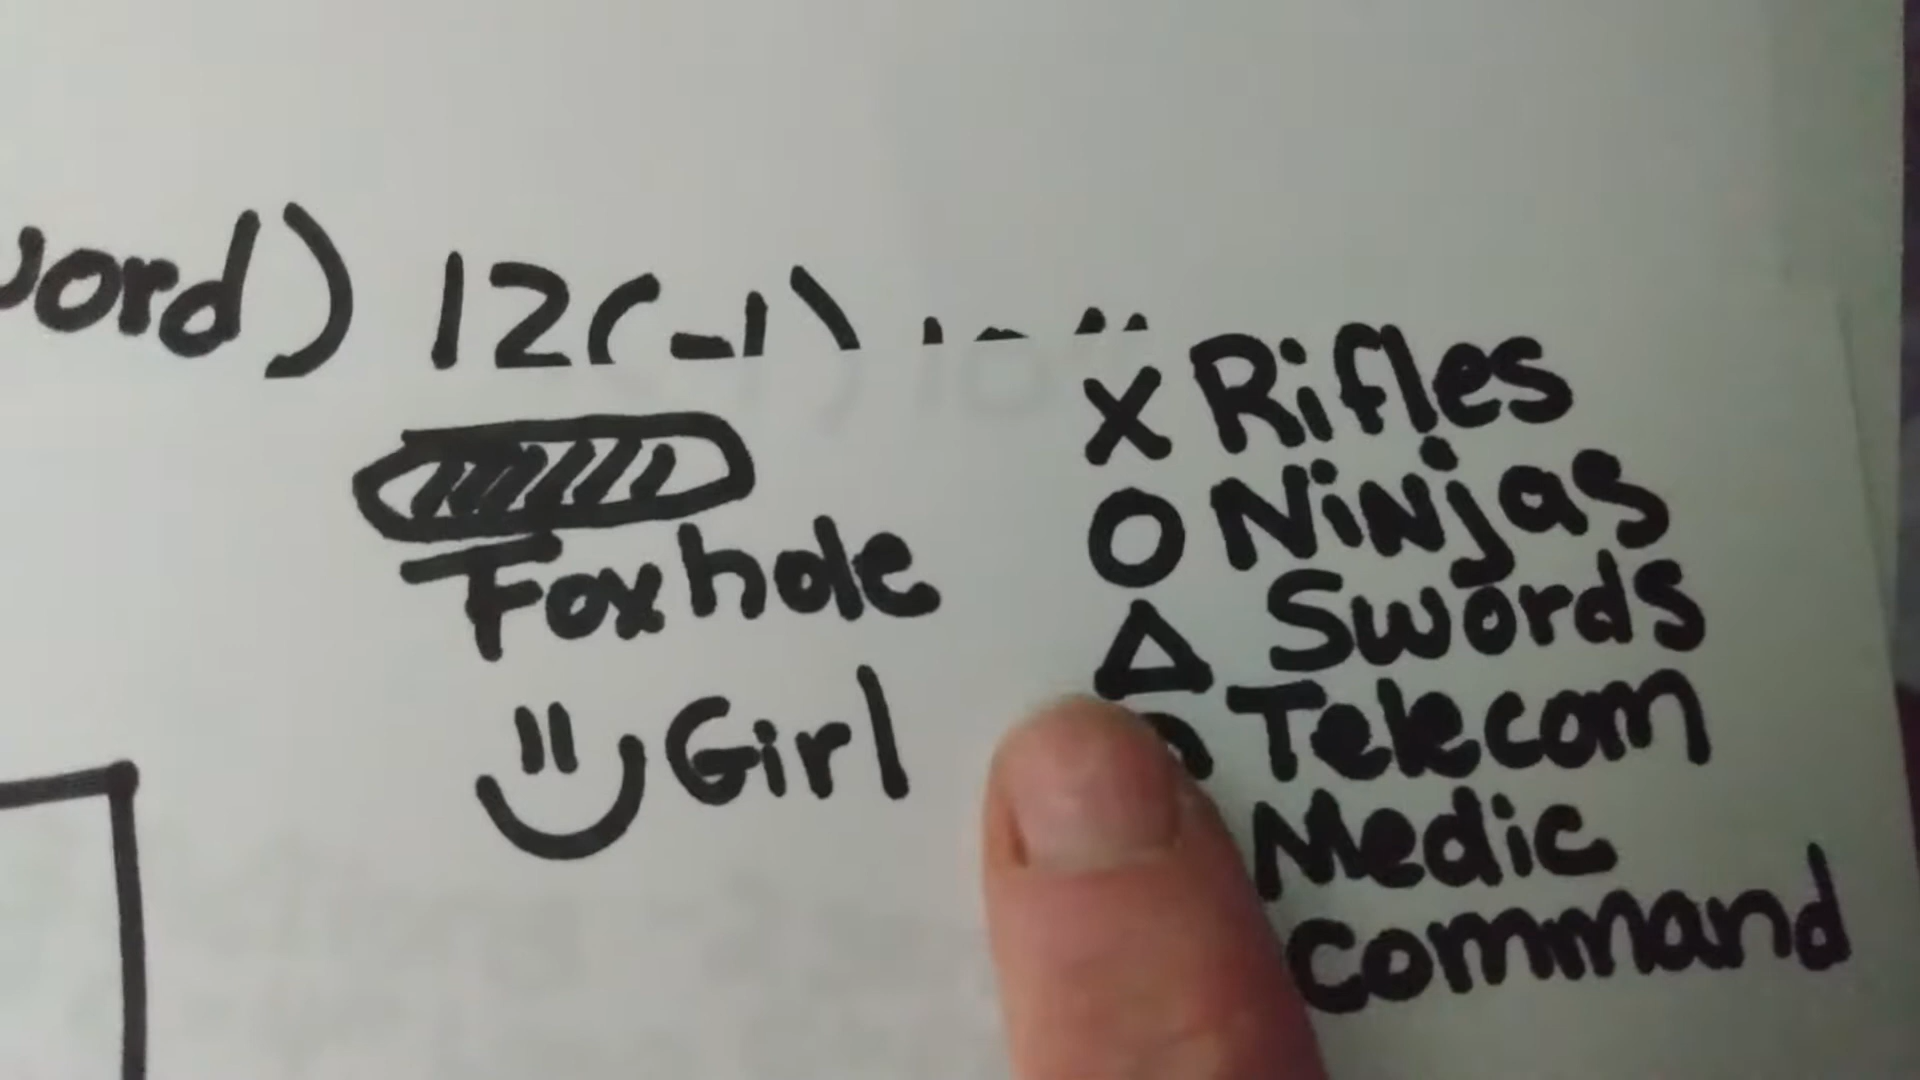 ord) 12(-1)
X Rifles
O Ninjas
Foxhole
Δ Swords
Girl
Telecom
Medic
command